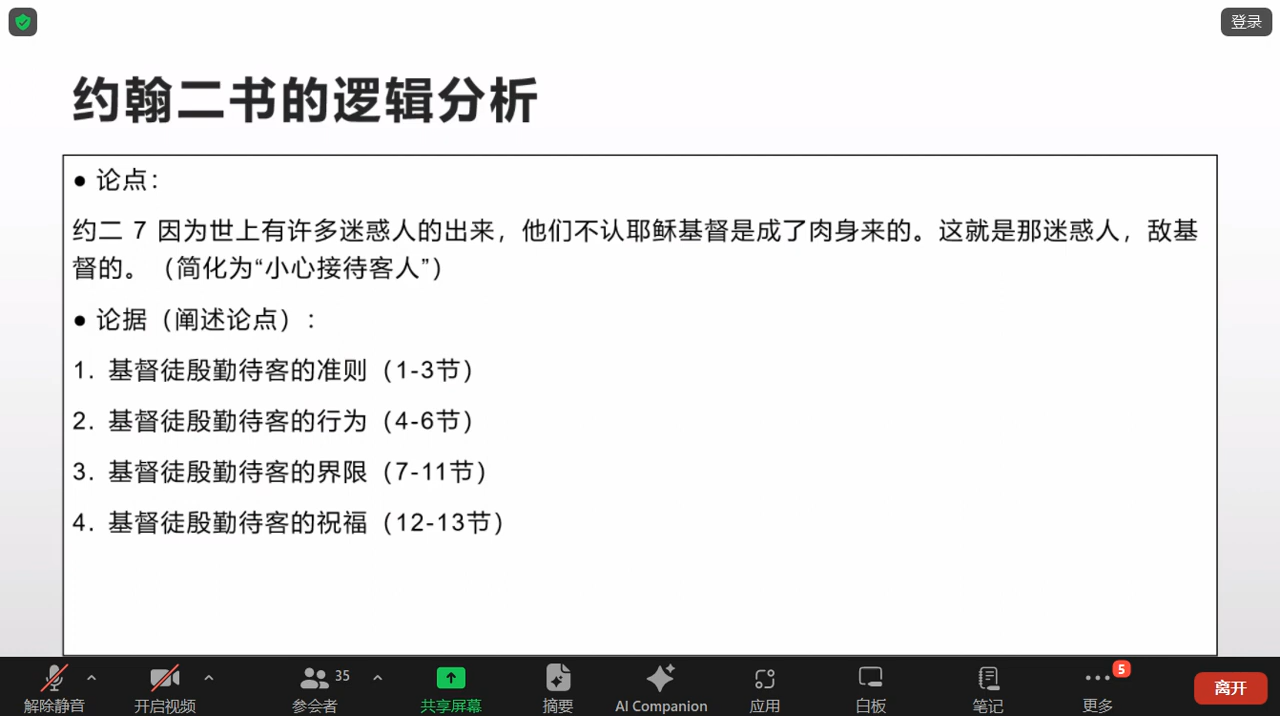 登录
约翰二书的逻辑分析
● 论点：
约二 7 因为世上有许多迷惑人的出来，他们不认耶稣基督是成了肉身来的。这就是那迷惑人，敌基
督的。（简化为“小心接待客人”）
● 论据（阐述论点）：
1. 基督徒殷勤待客的准则（1-3节）
2. 基督徒殷勤待客的行为（4-6节）
3. 基督徒殷勤待客的界限（7-11节）
4. 基督徒殷勤待客的祝福（12-13节）
35
5
解除静音 开启视频 参会者 共享屏幕 摘要 AI Companion 应用 白板 笔记 更多 离开